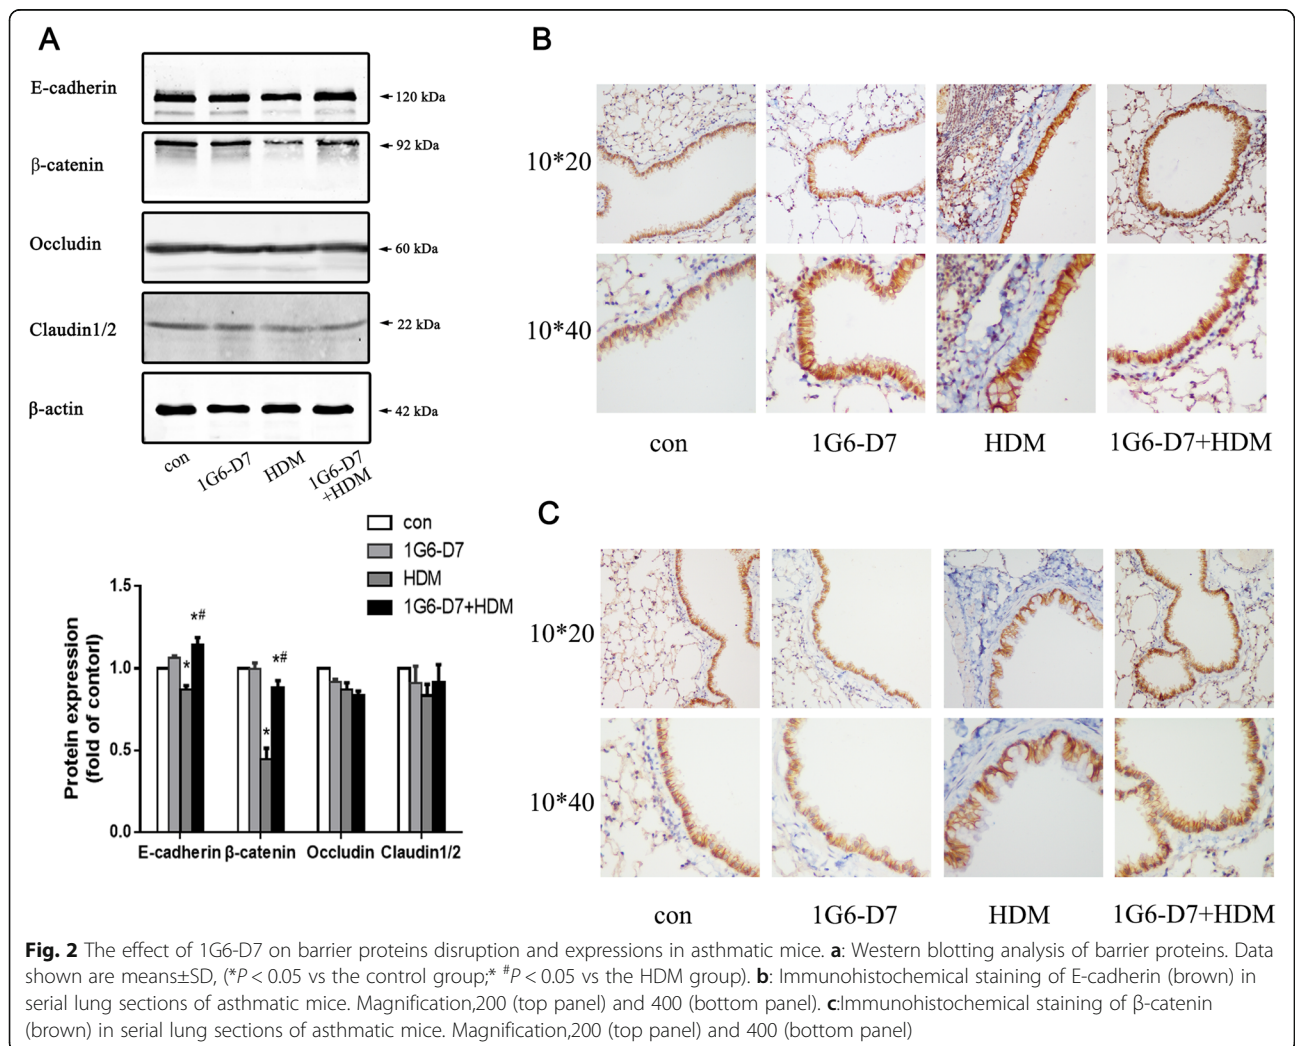 A
E-cadherin
120 kDa
β-catenin
92 kDa
Occludin
60 kDa
Claudin1/2
22 kDa
β-actin
42 kDa
con
1G6-D7
HDM
1G6-D7
+HDM
con
1G6-D7
HDM
1G6-D7+HDM
Protein expression
(fold of contorl)
1.5
1.0
0.5
0.0
*#
*
*#
*
E-cadherin β-catenin Occludin Claudin1/2
B
10*20
10*40
con 1G6-D7 HDM 1G6-D7+HDM
C
10*20
10*40
con 1G6-D7 HDM 1G6-D7+HDM
Fig. 2 The effect of 1G6-D7 on barrier proteins disruption and expressions in asthmatic mice. a: Western blotting analysis of barrier proteins. Data
shown are means±SD, (*P < 0.05 vs the control group;* #P < 0.05 vs the HDM group). b: Immunohistochemical staining of E-cadherin (brown) in
serial lung sections of asthmatic mice. Magnification,200 (top panel) and 400 (bottom panel). c:Immunohistochemical staining of β-catenin
(brown) in serial lung sections of asthmatic mice. Magnification,200 (top panel) and 400 (bottom panel)